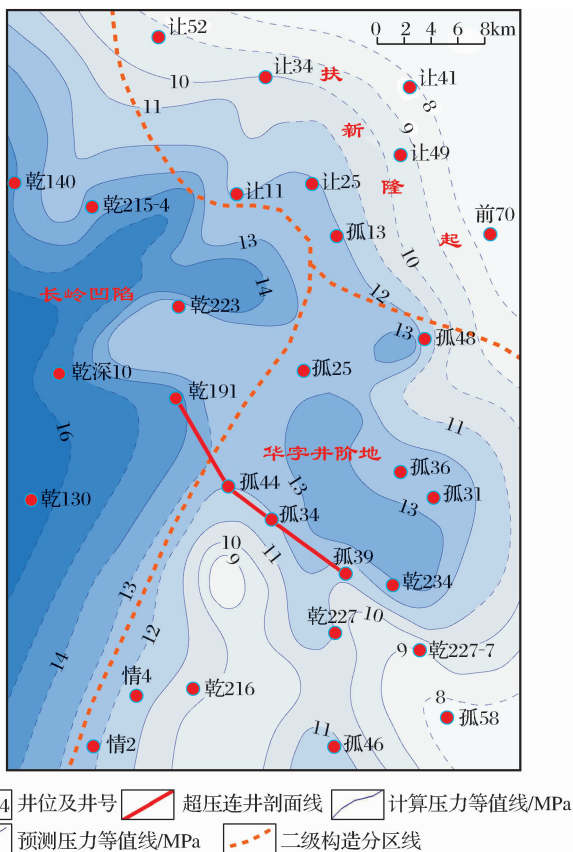 让52
0 2 4 6 8km
10
让34
扶
让41
11
8
9
新
让49
乾140
乾215-4
让11
让25
隆
前70
孤13
起
13
10
14
12
长岭凹陷
乾223
13
孤48
乾深10
孤25
乾191
16
11
华字井阶地
孤36
孤44
13
孤31
乾130
13
孤34
10
11
9
孤39
乾234
13
乾227
10
12
9
乾227-7
14
情4
乾216
8
孤58
11
情2
孤46
4 井位及井号 超压连井剖面线 计算压力等值线/MPa
预测压力等值线/MPa 二级构造分区线